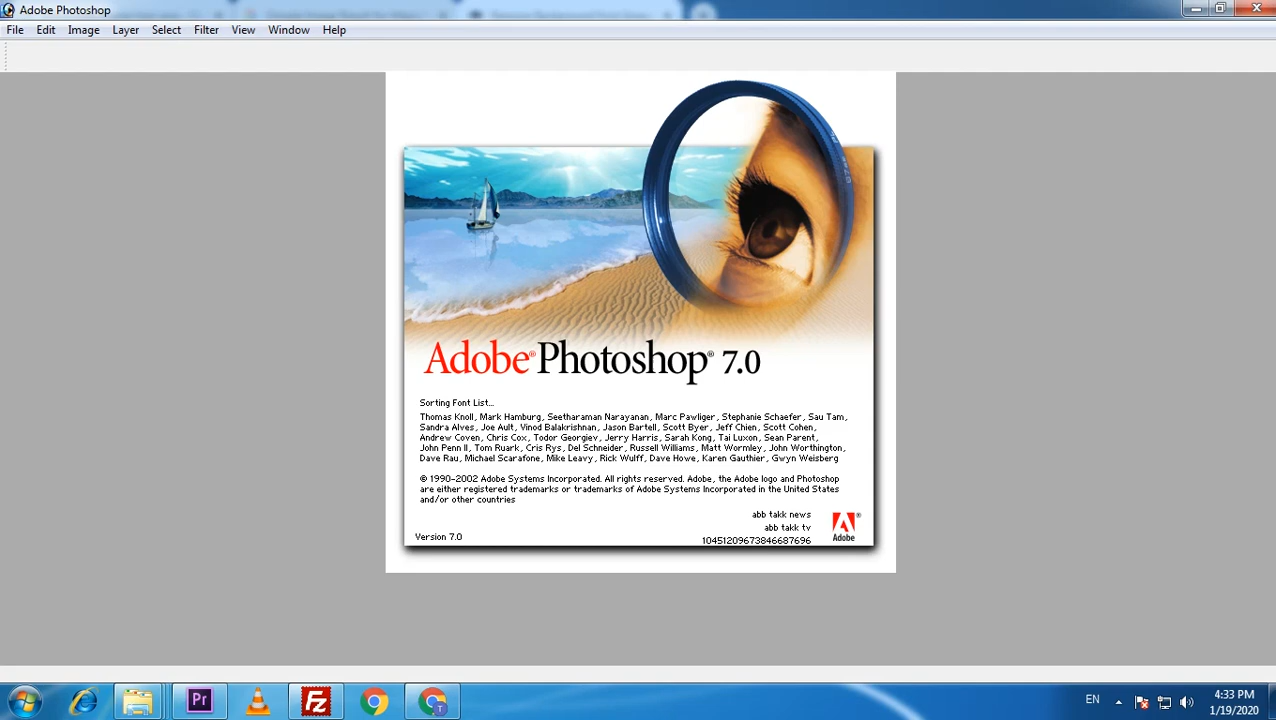 Adobe Photoshop
File Edit Image Layer Select Filter View Window Help
Adobe® Photoshop® 7.0
Sorting Font List...
Thomas Knoll, Mark Hamburg, Seetharaman Narayanan, Marc Pawliger, Stephanie Schaefer, Sau Tam,
Sandra Alves, Joe Ault, Vinod Balakrishnan, Jason Bartell, Scott Byer, Jeff Chien, Scott Cohen,
Andrew Coven, Chris Cox, Todor Georgiev, Jerry Harris, Sarah Kong, Tai Luxon, Sean Parent,
John Penn II, Tom Ruark, Cris Rys, Del Schneider, Russell Williams, Matt Wormley, John Worthington,
Dave Rau, Michael Scarafone, Mike Leavy, Rick Wulff, Dave Howe, Karen Gauthier, Gwyn Weisberg
© 1990-2002 Adobe Systems Incorporated. All rights reserved. Adobe, the Adobe logo and Photoshop
are either registered trademarks or trademarks of Adobe Systems Incorporated in the United States
and/or other countries
abb takk news
abb takk tv
Version 7.0
10451209673846687696
Adobe
Pr
Fz
T
EN
4:33 PM
1/19/2020